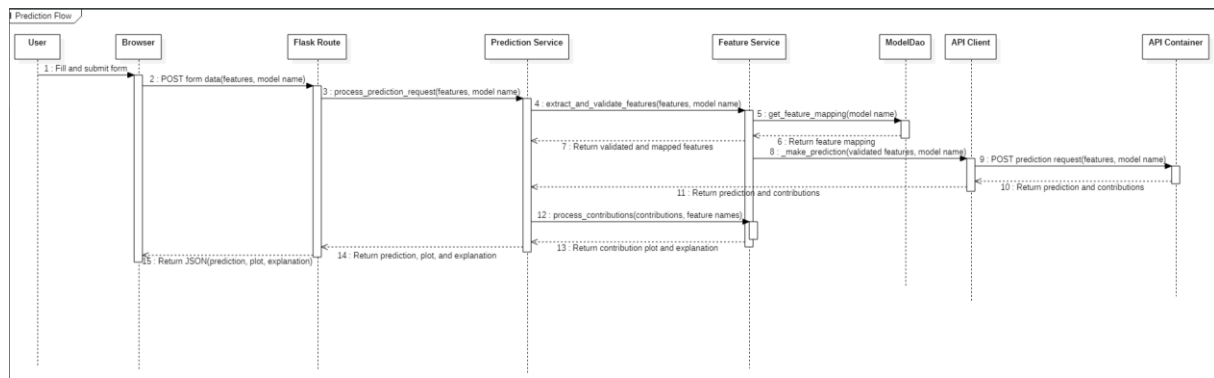 Prediction Flow
User
Browser
Flask Route
Prediction Service
Feature Service
ModelDao
API Client
API Container
1 : Fill and submit form
2 : POST form data(features, model name)
3 : process_prediction_request(features, model name)
4 : extract_and_validate_features(features, model name)
5 : get_feature_mapping(model name)
6 : Return feature mapping
7 : Return validated and mapped features
8 : _make_prediction(validated features, model name)
9 : POST prediction request(features, model name)
10 : Return prediction and contributions
11 : Return prediction and contributions
12 : process_contributions(contributions, feature names)
13 : Return contribution plot and explanation
14 : Return prediction, plot, and explanation
15 : Return JSON(prediction, plot, explanation)